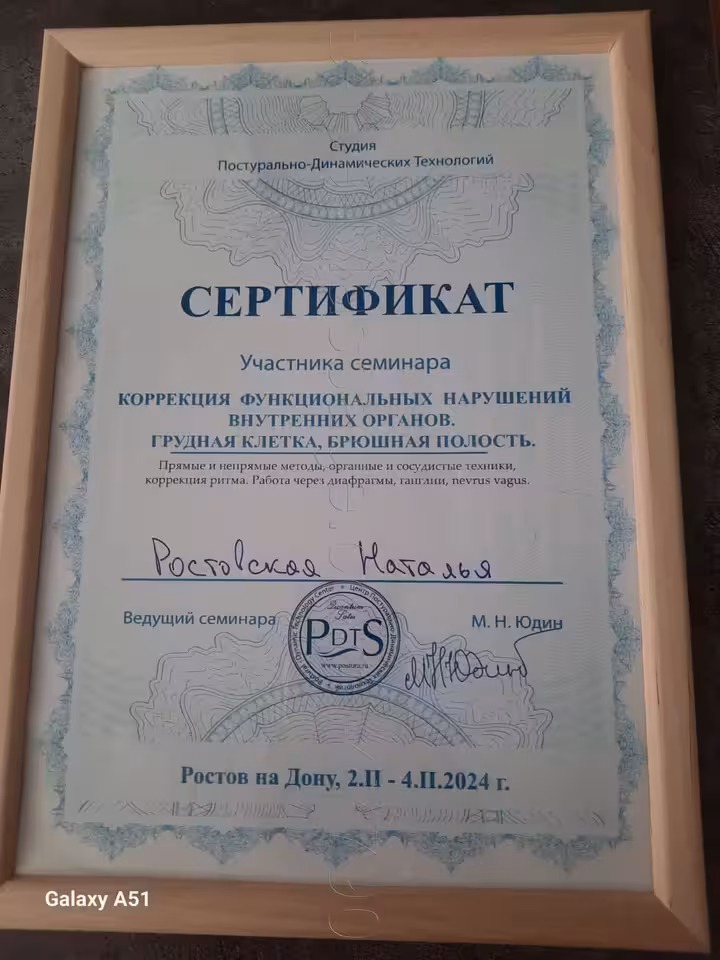 Студия
Постурально-Динамических Технологий
СЕРТИФИКАТ
Участника семинара
КОРРЕКЦИЯ ФУНКЦИОНАЛЬНЫХ НАРУШЕНИЙ
ВНУТРЕННИХ ОРГАНОВ.
ГРУДНАЯ КЛЕТКА, БРЮШНАЯ ПОЛОСТЬ.
Прямые и непрямые методы, органные и сосудистые техники,
коррекция ритма. Работа через диафрагмы, ганглии, nevrus vagus.
Ростовская Наталья
Ведущий семинара
М. Н. Юдин
PDTS
М Н Юдин
Ростов на Дону, 2.II - 4.II.2024 г.
Galaxy A51